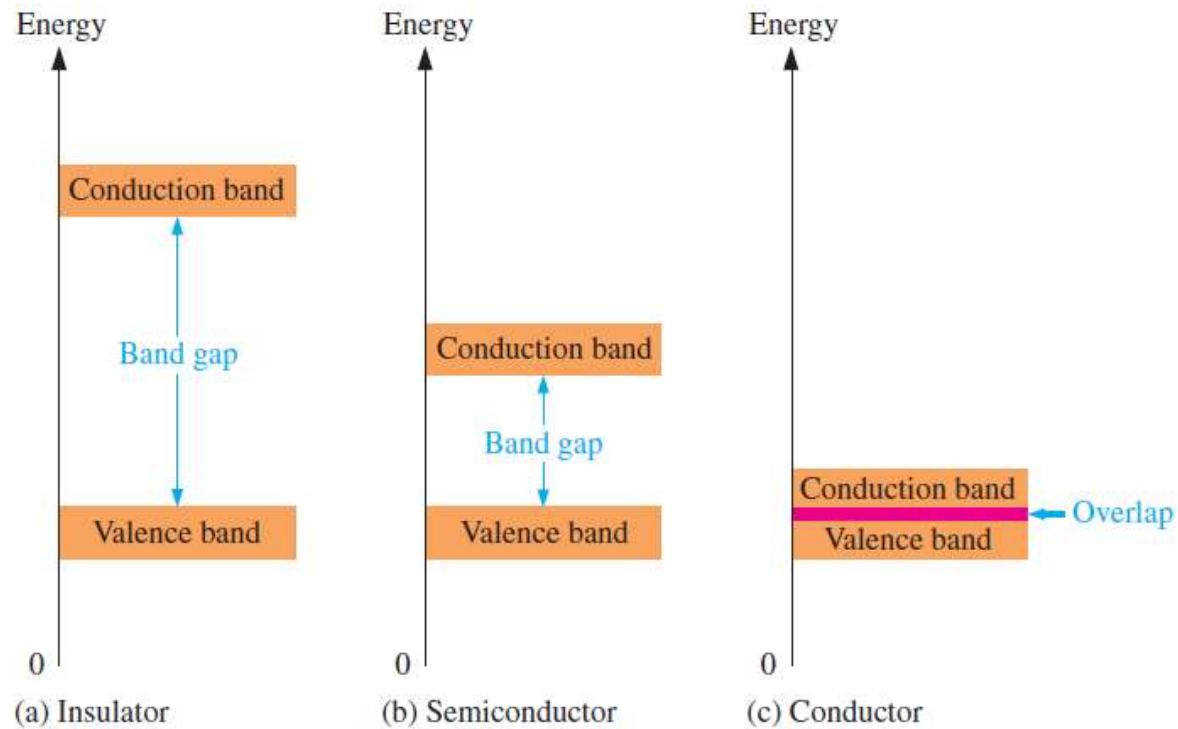 Energy
Conduction band
Band gap
Valence band
0
(a) Insulator
Energy
Conduction band
Band gap
Valence band
0
(b) Semiconductor
Energy
Conduction band
Overlap
Valence band
0
(c) Conductor